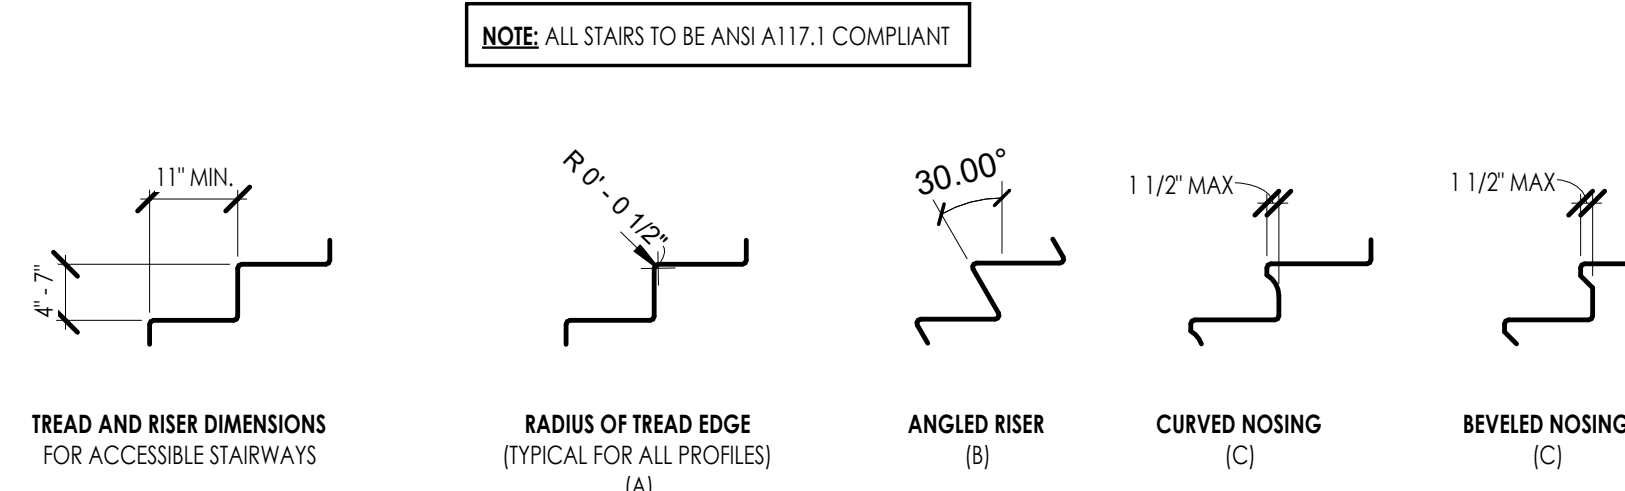 NOTE: ALL STAIRS TO BE ANSI A117.1 COMPLIANT
11" MIN.
4" - 7"
TREAD AND RISER DIMENSIONS
FOR ACCESSIBLE STAIRWAYS
R 0' - 0 1/2"
RADIUS OF TREAD EDGE
(TYPICAL FOR ALL PROFILES)
(A)
30.00°
ANGLED RISER
(B)
1 1/2" MAX
CURVED NOSING
(C)
1 1/2" MAX
BEVELED NOSING
(C)